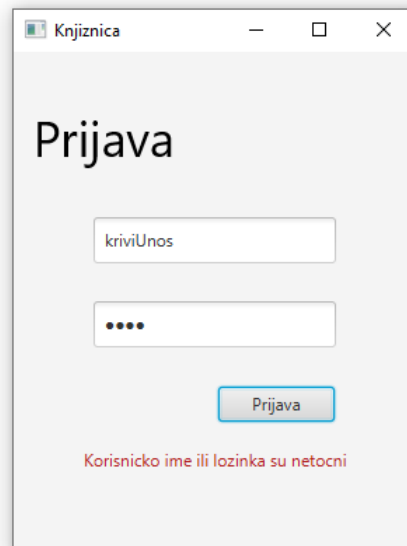 Knjiznica
Prijava
kriviUnos
••••
Prijava
Korisnicko ime ili lozinka su netocni